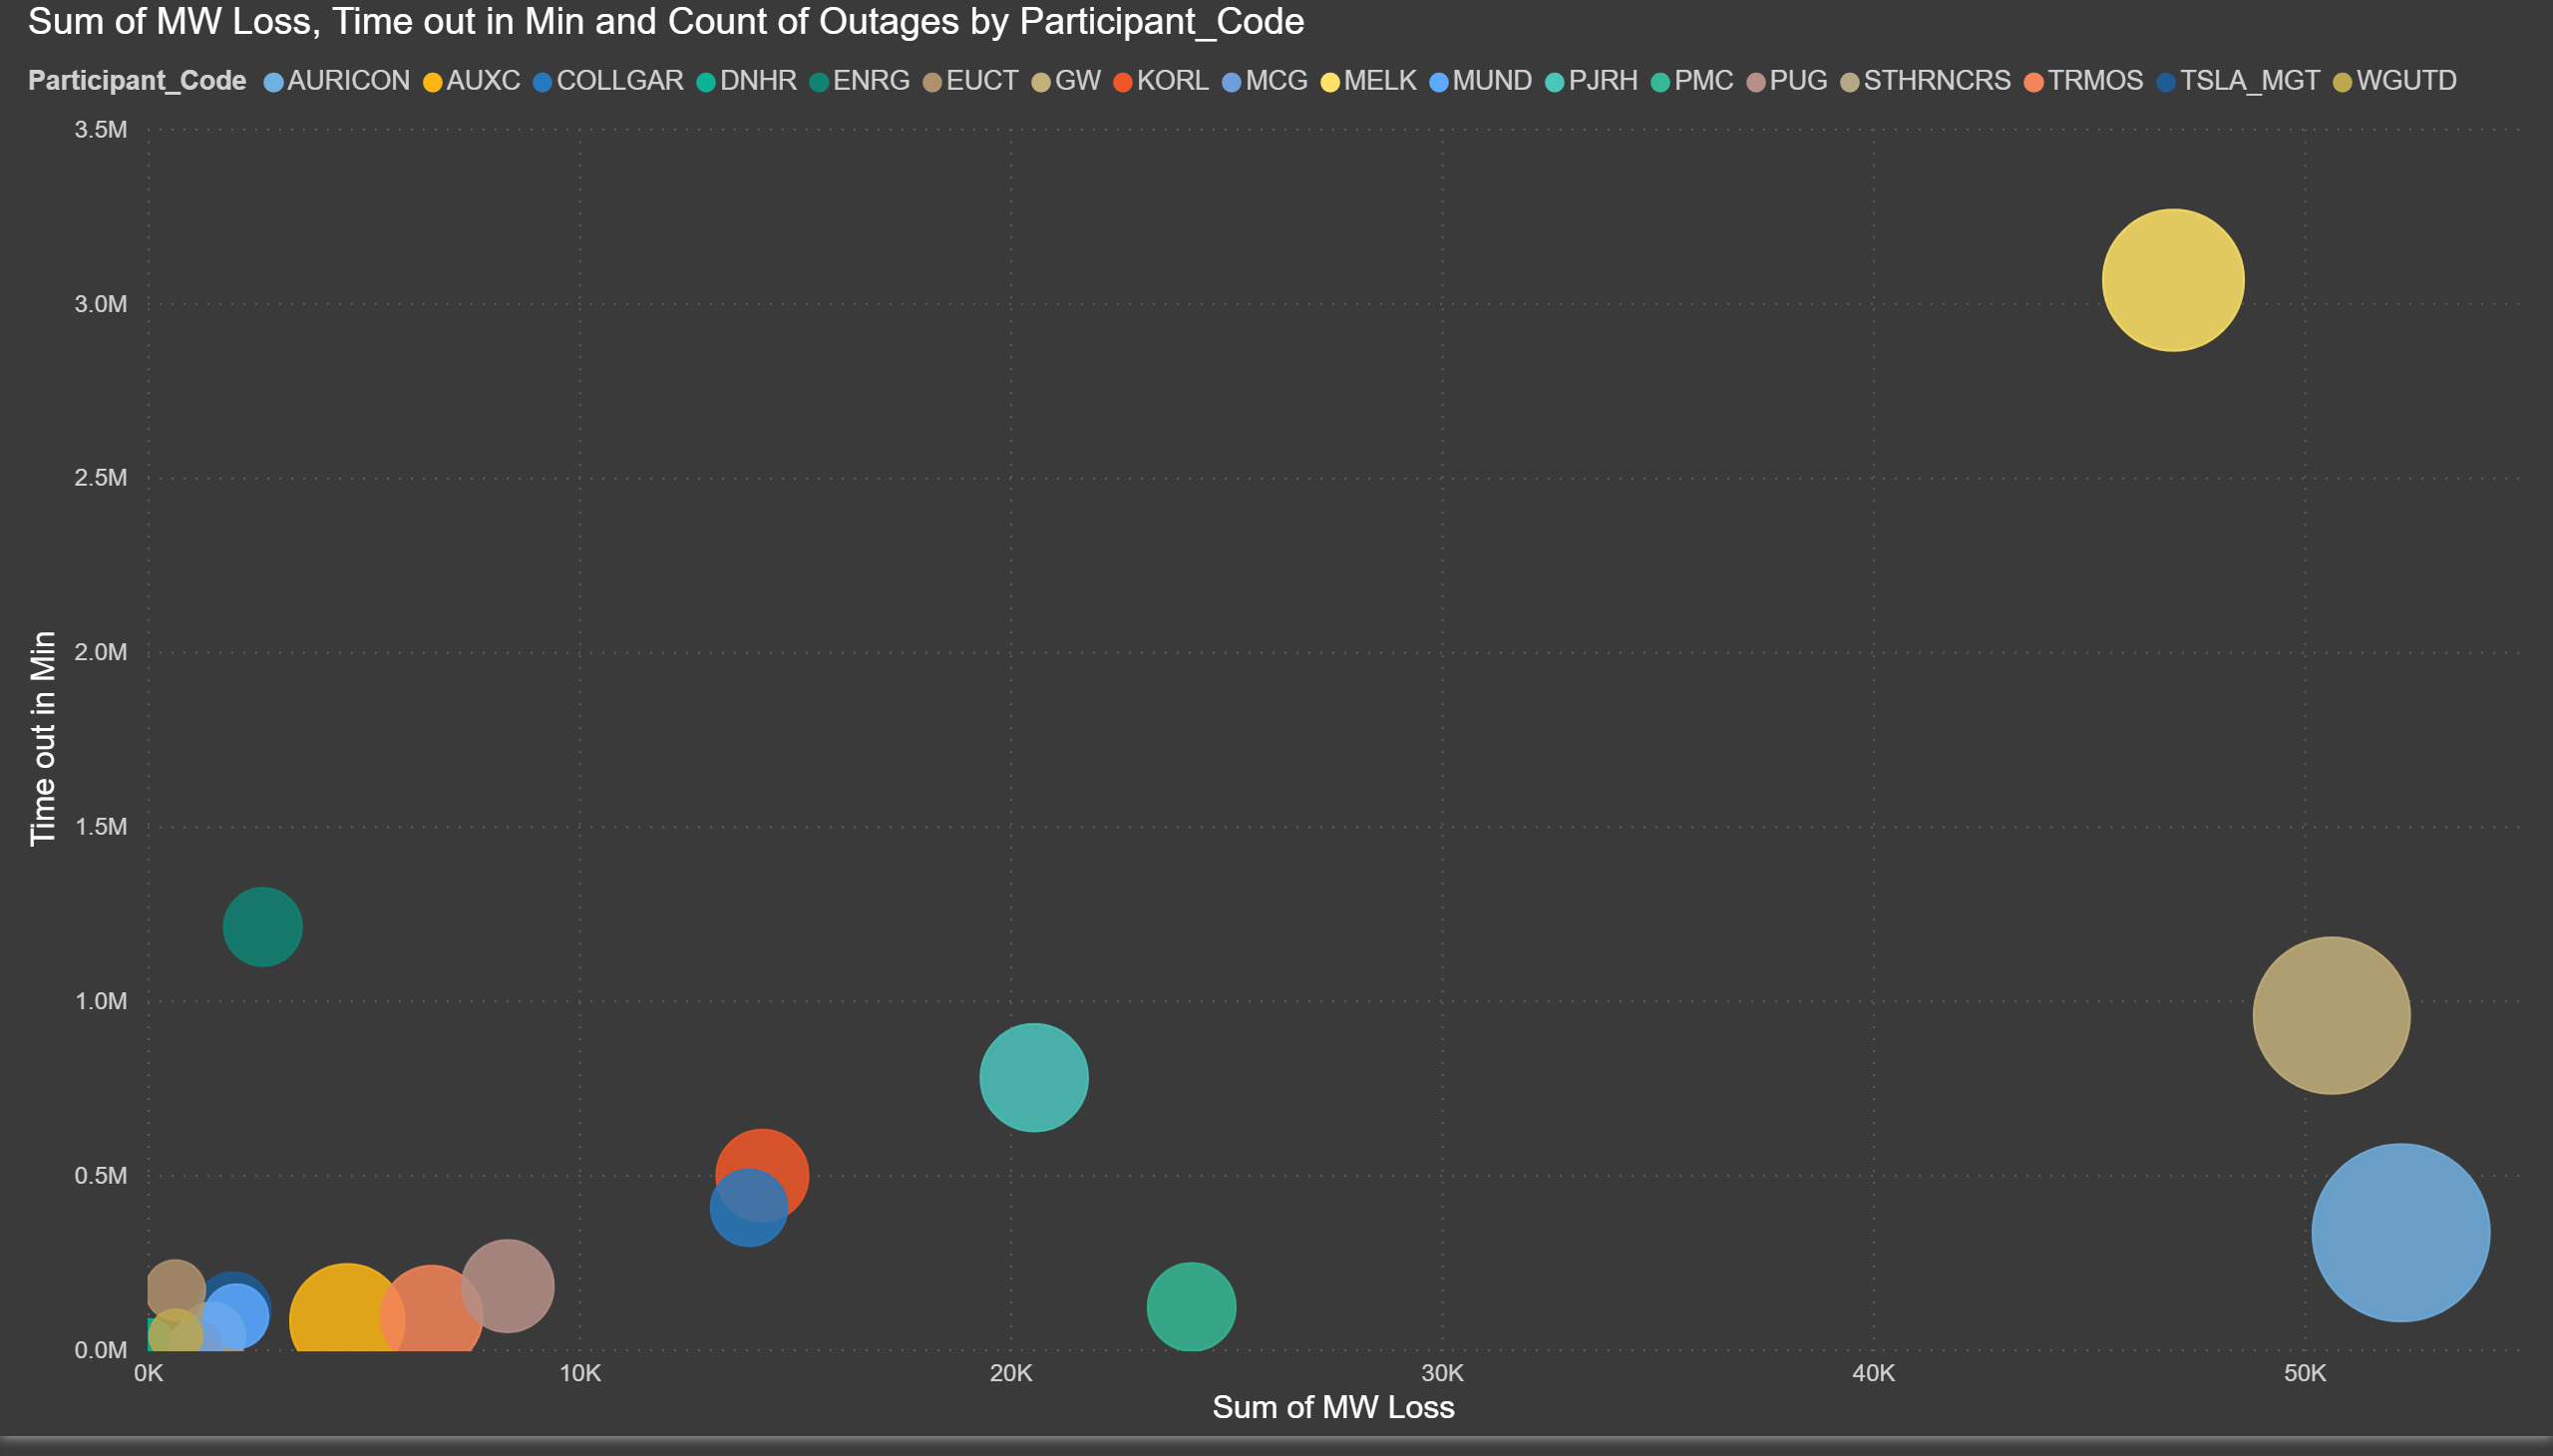 Sum of MW Loss, Time out in Min and Count of Outages by Participant_Code
Participant_Code AURICON AUXC COLLGAR DNHR ENRG EUCT GW KORL MCG MELK MUND PJRH PMC PUG STHRNCRS TRMOS TSLA_MGT WGUTD
3.5M
3.0M
2.5M
2.0M
1.5M
1.0M
0.5M
0.0M
Time out in Min
0K 10K 20K 30K 40K 50K
Sum of MW Loss